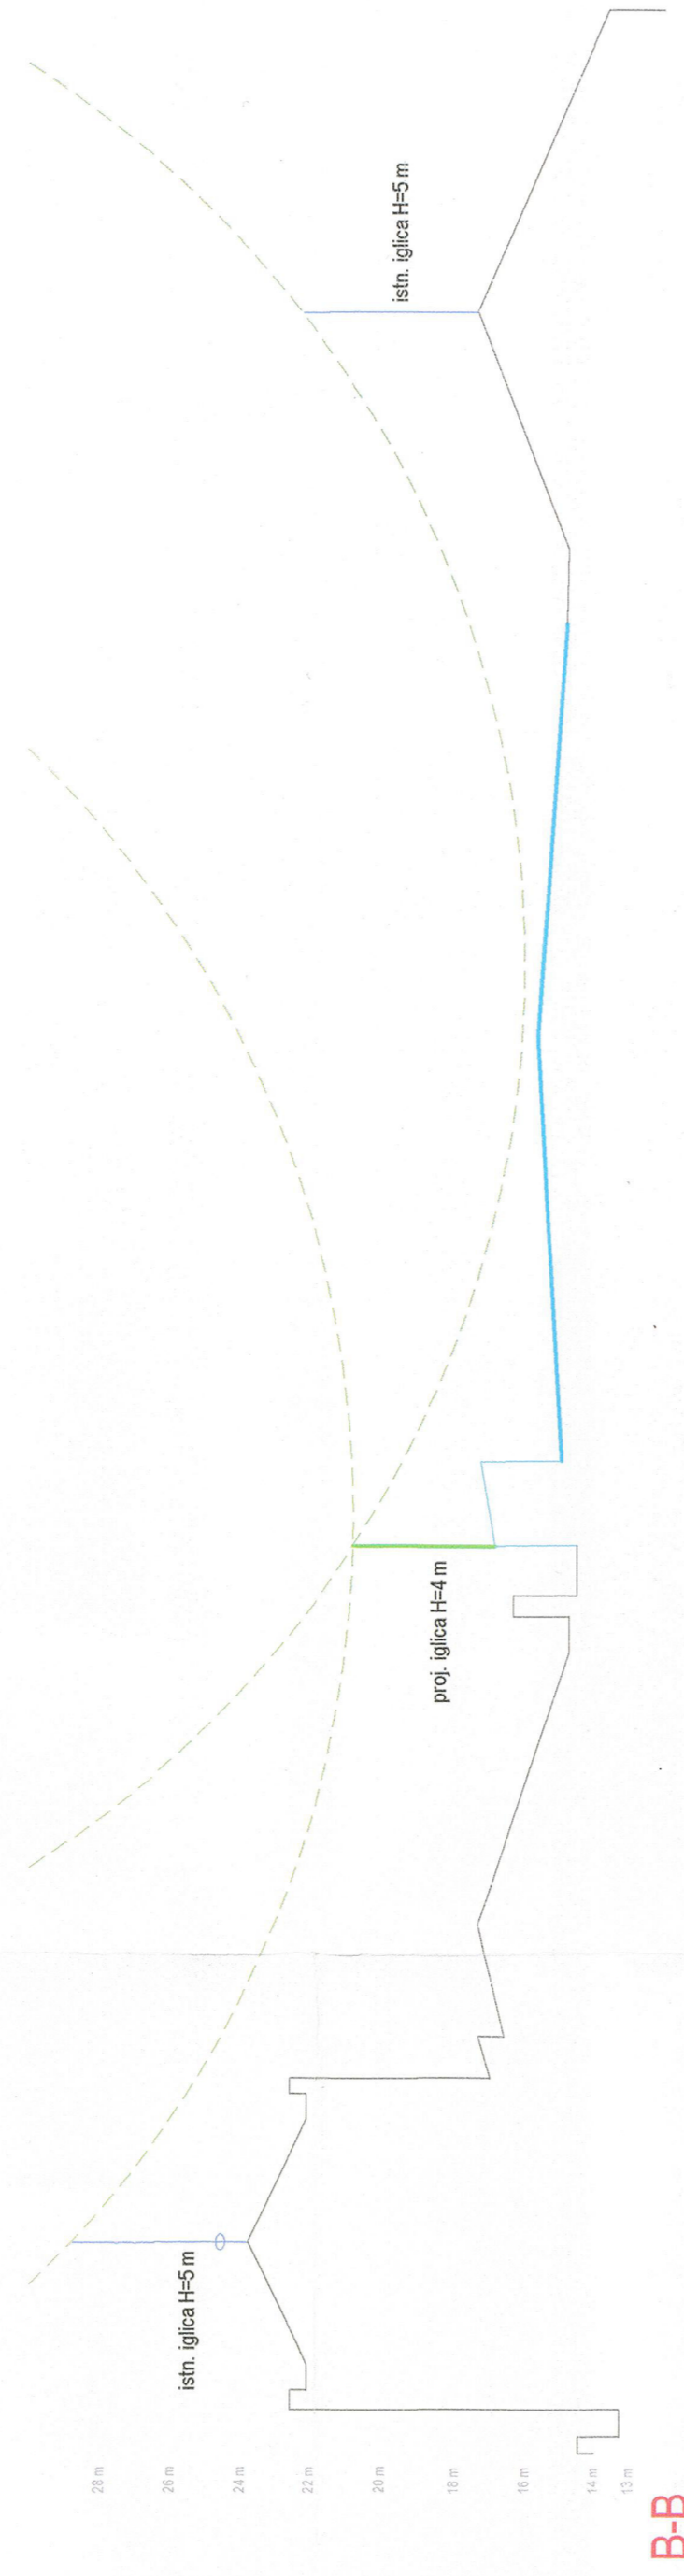 28 m
26 m
24 m
22 m
20 m
18 m
16 m
14 m
13 m
istn. iglica H=5 m
proj. iglica H=4 m
istn. iglica H=5 m
B-B